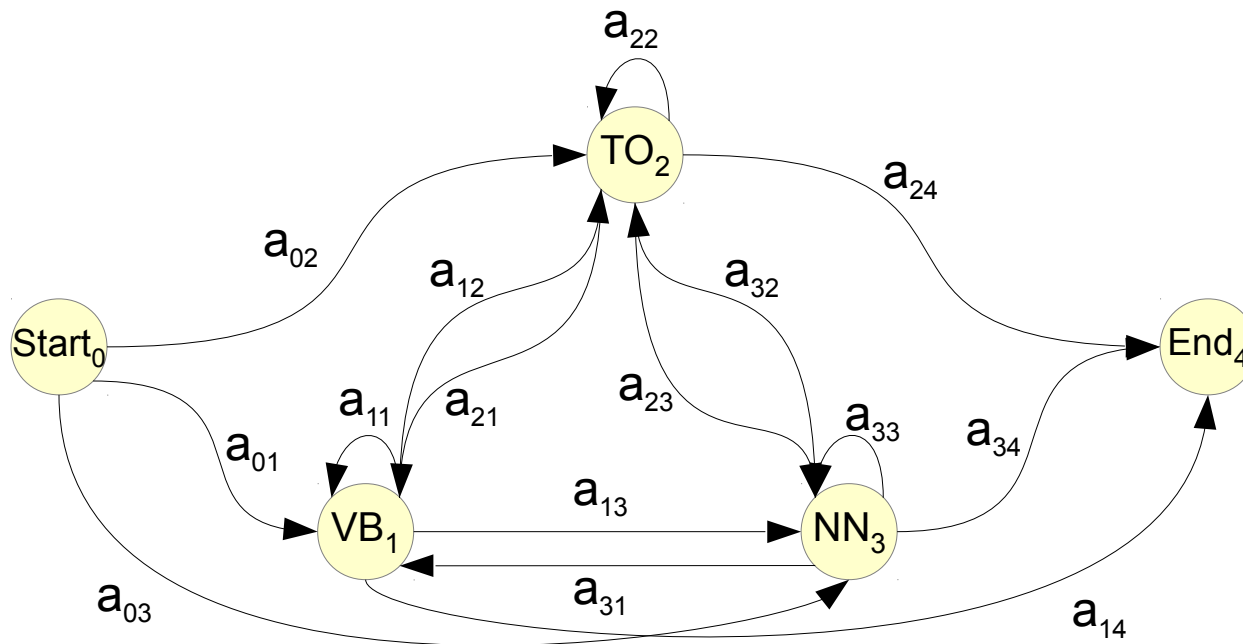 a₂₂
TO₂
a₂₄
a₀₂
a₁₂
a₃₂
Start₀
End₄
a₁₁
a₂₁
a₂₃
a₃₃
a₀₁
a₃₄
a₁₃
VB₁
NN₃
a₀₃
a₃₁
a₁₄